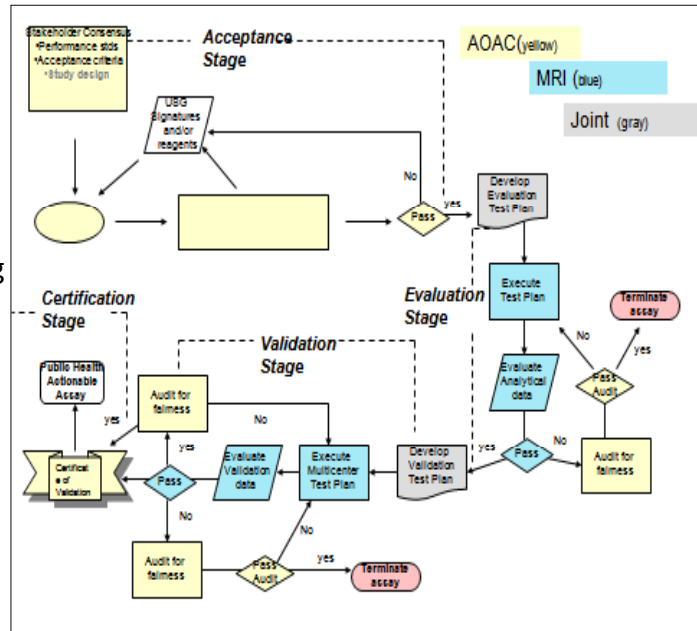 Stakeholder Consensus
•Performance stds
•Acceptance criteria
•Study design
Acceptance
Stage
AOAC(yellow)
MRI (blue)
Joint (gray)
USG
Signatures
and/or
reagents
No
yes
Pass
Develop
Evaluation
Test Plan
g
Certification
Stage
Evaluation
Stage
Execute
Test Plan
Terminate
assay
Validation
Stage
No
yes
Public Health
Actionable
Assay
Evaluate
Analytical
data
Pass
Audit
Audit for
fairness
yes
No
yes
Certificat
e of
Validation
Pass
yes
Evaluate
Validation
data
Execute
Multicenter
Test Plan
Develop
Validation
Test Plan
yes
Pass
No
Audit for
fairness
No
No
Audit for
fairness
Pass
Audit
yes
Terminate
assay